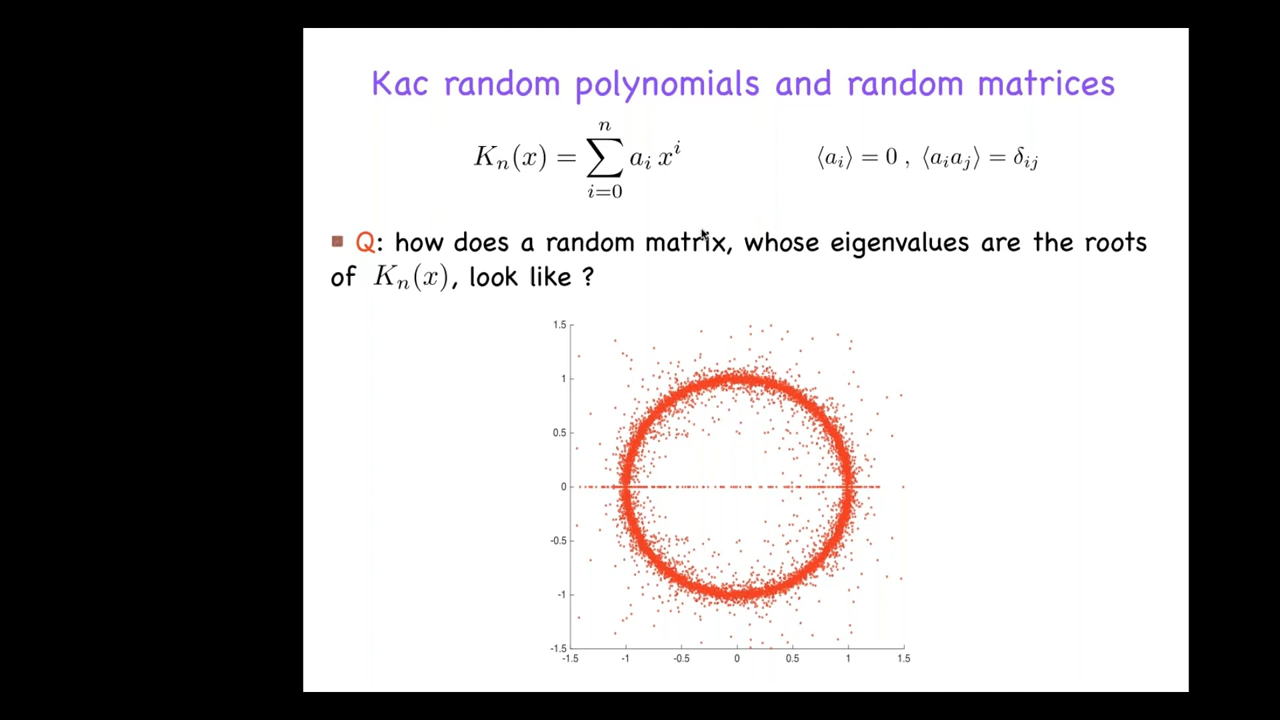 Kac random polynomials and random matrices
K_n(x) = \sum_{i=0}^{n} a_i x^i    ⟨a_i⟩ = 0 , ⟨a_i a_j⟩ = δ_{ij}
Q: how does a random matrix, whose eigenvalues are the roots
of K_n(x), look like ?
1.5
1
0.5
0
-0.5
-1
-1.5
-1.5 -1 -0.5 0 0.5 1 1.5